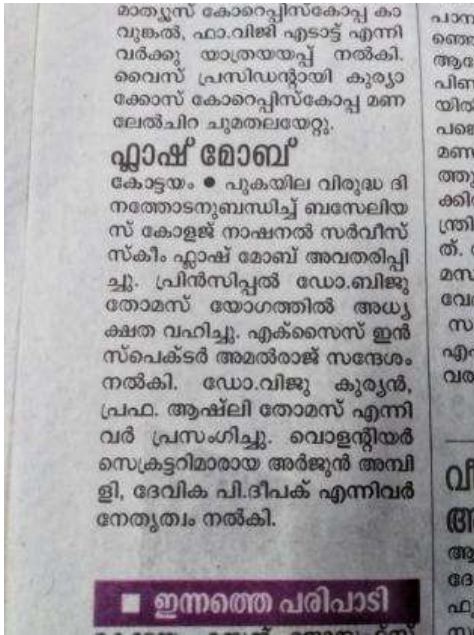 മാത്യൂസ് കോറെപ്പിസ്കോപ്പ കാ
വുങ്കൽ, ഫാ.വിജി എടാട്ട് എന്നി
വർക്കു യാത്രയയപ്പ് നൽകി.
വൈസ് പ്രസിഡന്റായി കുര്യാ
ക്കോസ് കോറെപ്പിസ്കോപ്പ മണ
ലേൽചിറ ചുമതലയേറ്റു.
ഫ്ലാഷ് മോബ്
കോട്ടയം ● പുകയില വിരുദ്ധ ദി
നത്തോടനുബന്ധിച്ച് ബസേലിയ
സ് കോളജ് നാഷനൽ സർവീസ്
സ്കീം ഫ്ലാഷ് മോബ് അവതരിപ്പി
ച്ചു. പ്രിൻസിപ്പൽ ഡോ.ബിജു
തോമസ് യോഗത്തിൽ അധ്യ
ക്ഷത വഹിച്ചു. എക്സൈസ് ഇൻ
സ്പെക്ടർ അമൽരാജ് സന്ദേശം
നൽകി. ഡോ.വിജു കുര്യൻ,
പ്രഫ. ആഷ്‌ലി തോമസ് എന്നി
വർ പ്രസംഗിച്ചു. വൊളന്റിയർ
സെക്രട്ടറിമാരായ അർജുൻ അമ്പി
ളി, ദേവിക പി.ദീപക് എന്നിവർ
നേതൃത്വം നൽകി.
■ ഇന്നത്തെ പരിപാടി